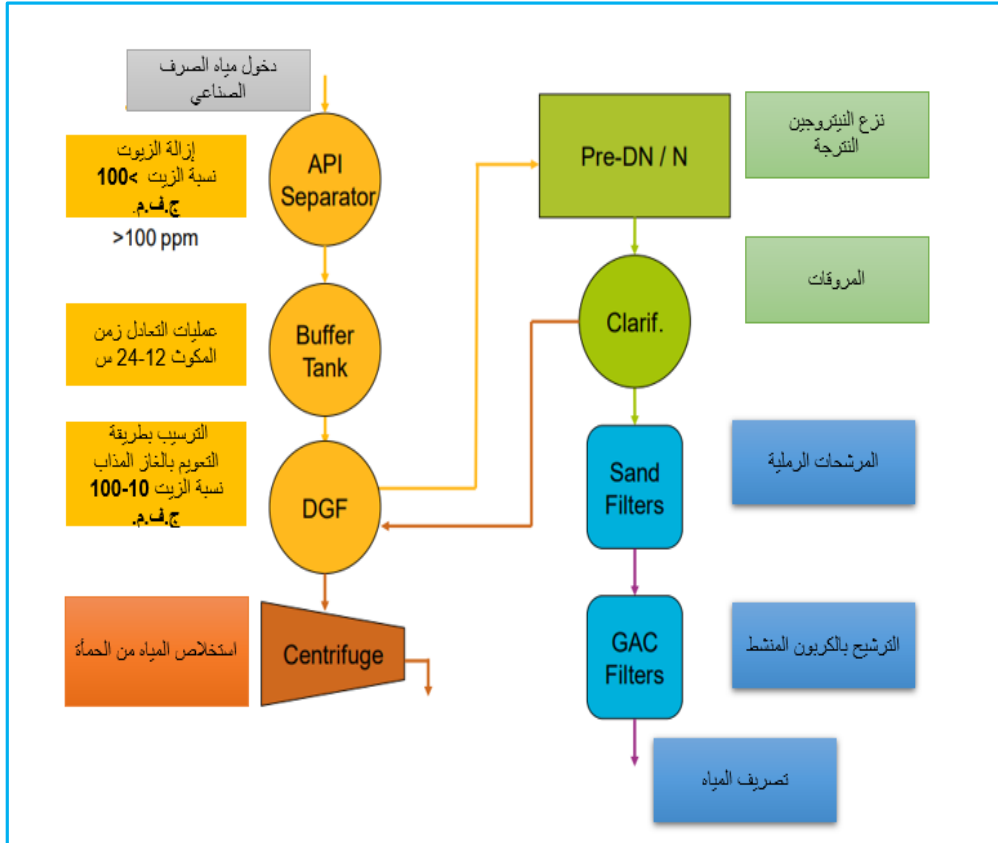 دخول مياه الصرف
الصناعي
API
Separator
إزالة الزيوت
نسبة الزيت >100
ج.ف.م.
>100 ppm
Buffer
Tank
عمليات التعادل زمن
المكوث 12-24 س
DGF
الترسيب بطريقة
التعويم بالغاز المذاب
نسبة الزيت 10-100
ج.ف.م.
Centrifuge
استخلاص المياه من الحمأة
Pre-DN / N
نزع النيتروجين
النترجة
Clarif.
المروقات
Sand
Filters
المرشحات الرملية
GAC
Filters
الترشيح بالكربون المنشط
تصريف المياه